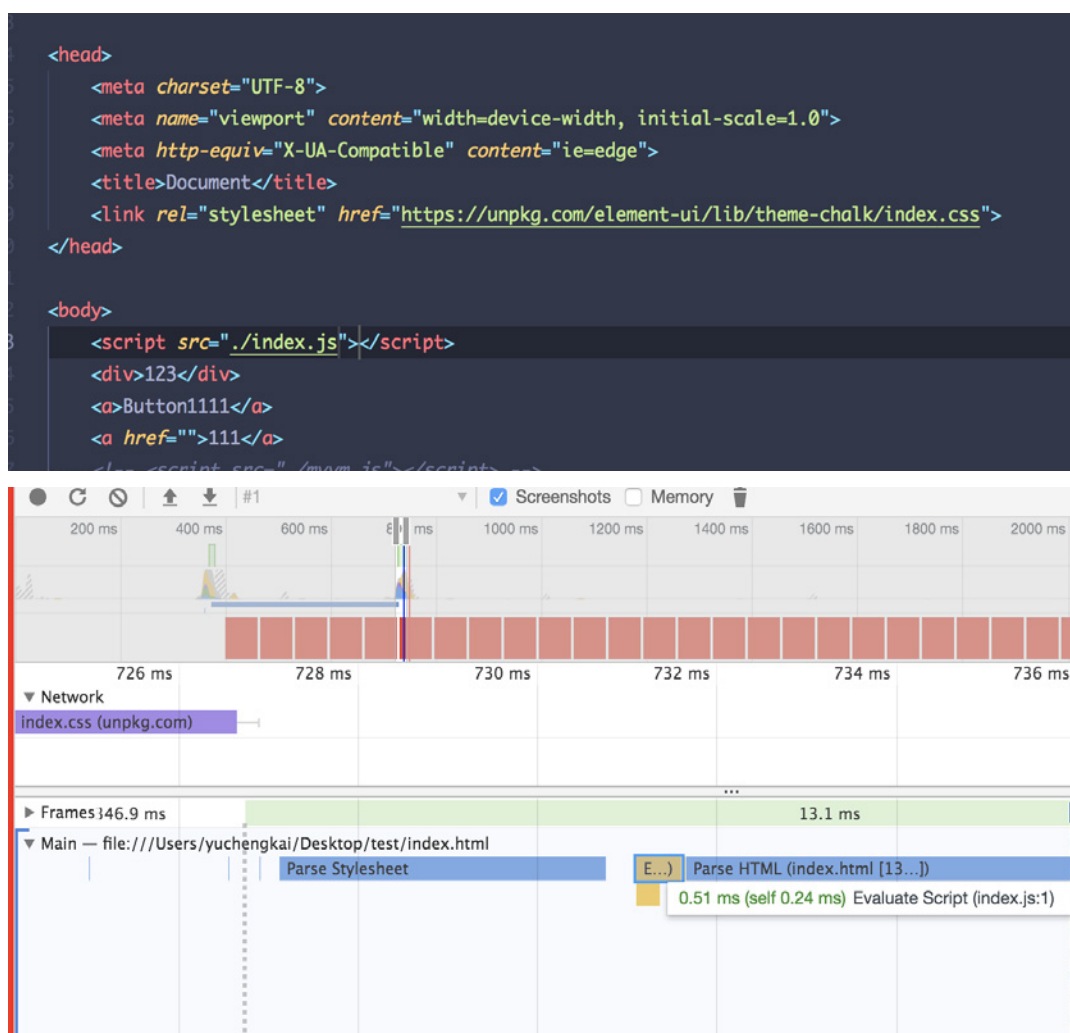 <head>
<meta charset="UTF-8">
<meta name="viewport" content="width=device-width, initial-scale=1.0">
<meta http-equiv="X-UA-Compatible" content="ie=edge">
<title>Document</title>
<link rel="stylesheet" href="https://unpkg.com/element-ui/lib/theme-chalk/index.css">
</head>
<body>
<script src="./index.js"></script>
<div>123</div>
<a>Button1111</a>
<a href="">111</a>
<!-- <script src="./mvvm.js"></script> -->
#1 Screenshots Memory
200 ms 400 ms 600 ms ms 1000 ms 1200 ms 1400 ms 1600 ms 1800 ms 2000 ms
726 ms 728 ms 730 ms 732 ms 734 ms 736 ms
Network
index.css (unpkg.com)
...
Frames 346.9 ms 13.1 ms
Main — file:///Users/yuchengkai/Desktop/test/index.html
Parse Stylesheet E...) Parse HTML (index.html [13...])
0.51 ms (self 0.24 ms) Evaluate Script (index.js:1)